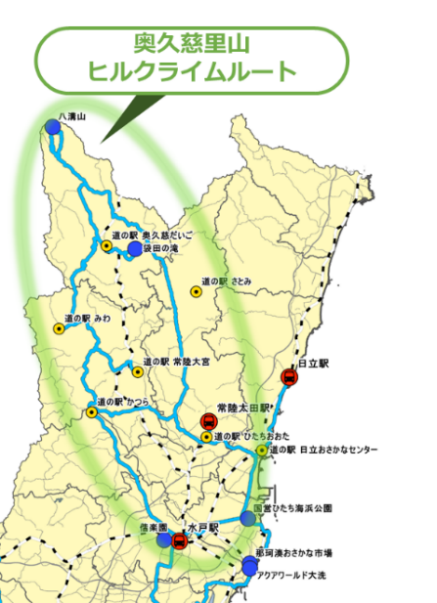 奥久慈里山
ヒルクライムルート
八溝山
道の駅 奥久慈だいご
袋田の滝
道の駅 さとみ
道の駅 みわ
道の駅 常陸大宮
日立駅
道の駅 かつら
常陸太田駅
道の駅 ひたちおおた
道の駅 日立おさかなセンター
国営ひたち海浜公園
偕楽園
水戸駅
那珂湊おさかな市場
アクアワールド大洗